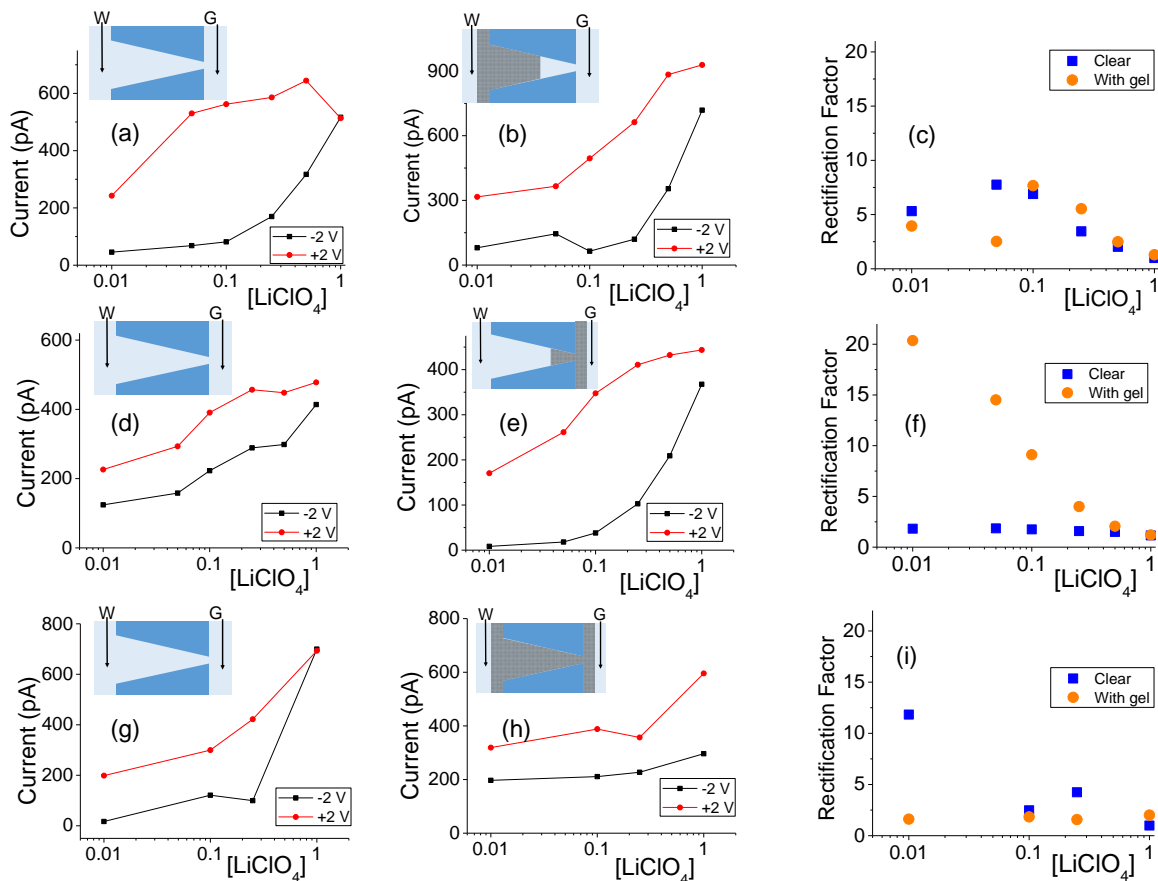 W
G
Current (pA)
600
400
200
0
(a)
-2 V
+2 V
0.01
0.1
1
[LiClO4]
W
G
Current (pA)
900
600
300
0
(b)
-2 V
+2 V
0.01
0.1
1
[LiClO4]
Rectification Factor
20
15
10
5
0
Clear
With gel
(c)
0.01
0.1
1
[LiClO4]
W
G
Current (pA)
600
400
200
0
(d)
-2 V
+2 V
0.01
0.1
1
[LiClO4]
W
G
Current (pA)
450
300
150
0
(e)
-2 V
+2 V
0.01
0.1
1
[LiClO4]
Rectification Factor
20
15
10
5
0
Clear
With gel
(f)
0.01
0.1
1
[LiClO4]
W
G
Current (pA)
800
600
400
200
0
(g)
-2 V
+2 V
0.01
0.1
1
[LiClO4]
W
G
Current (pA)
800
600
400
200
0
(h)
-2 V
+2 V
0.01
0.1
1
[LiClO4]
Rectification Factor
20
15
10
5
0
Clear
With gel
(i)
0.01
0.1
1
[LiClO4]